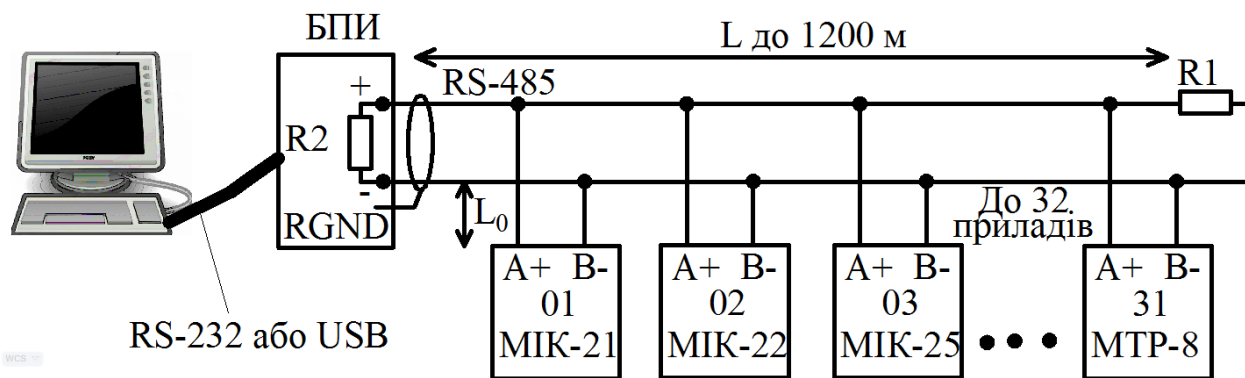 БПИ
L до 1200 м
RS-485
R1
+
R2
-
RGND
L0
До 32
приладів
A+ B-
01
МІК-21
A+ B-
02
МІК-22
A+ B-
03
МІК-25
A+ B-
31
МТР-8
RS-232 або USB
WCS